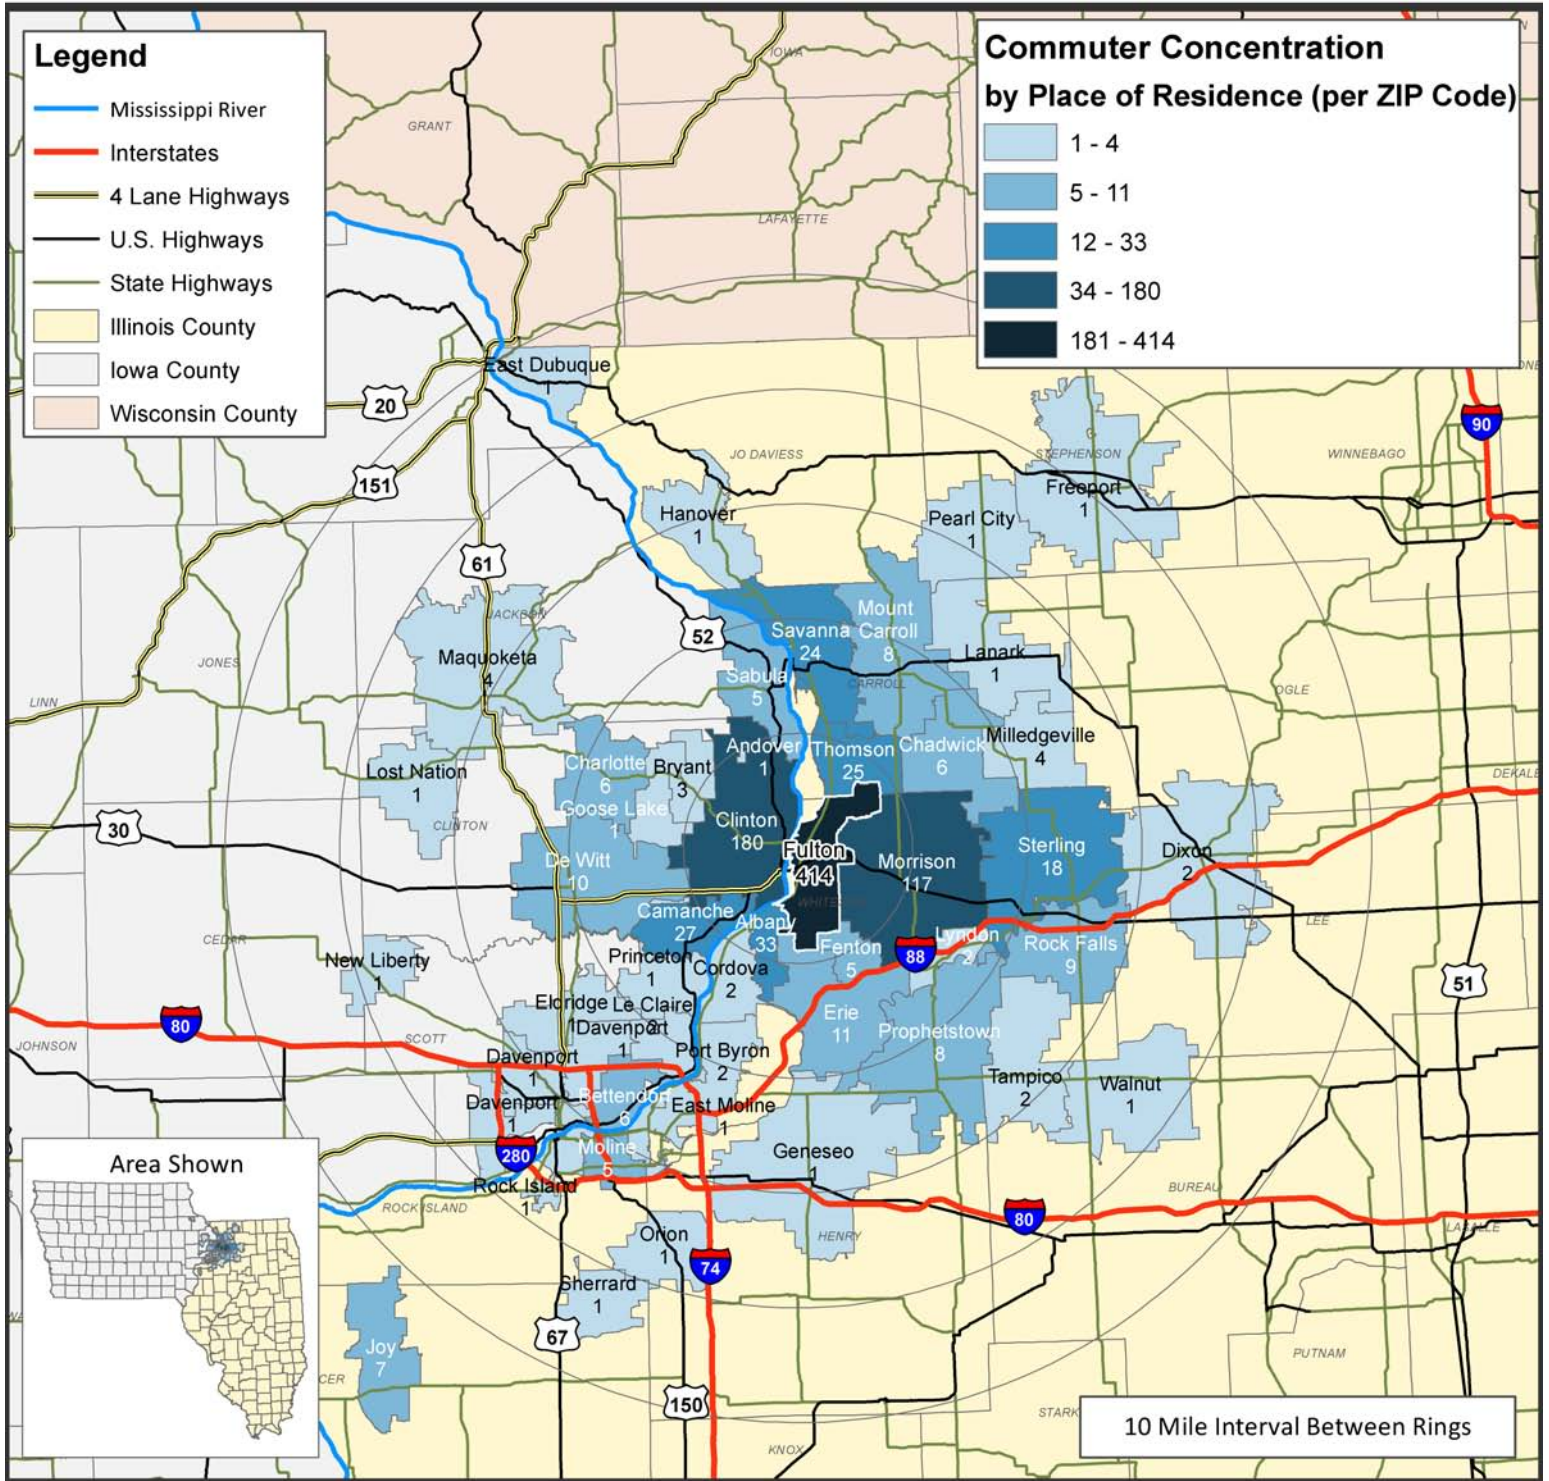 Legend
Mississippi River
Interstates
4 Lane Highways
U.S. Highways
State Highways
Illinois County
Iowa County
Wisconsin County
Commuter Concentration
by Place of Residence (per ZIP Code)
1 - 4
5 - 11
12 - 33
34 - 180
181 - 414
IOWA
GRANT
LAFAYETTE
East Dubuque
1
20
90
151
JO DAVIESS
STEPHENSON
WINNEBAGO
Freeport
1
Hanover
1
Pearl City
1
61
JACKSON
52
Mount
Carroll
8
Savanna
24
Maquoketa
4
JONES
Lanark
1
Sabula
5
CARROLL
OGLE
LINN
Milledgeville
4
Andover
1
Thomson
25
Chadwick
6
Charlotte
6
Bryant
3
Lost Nation
1
DEKALB
Goose Lake
1
Clinton
180
30
CLINTON
Fulton
414
De Witt
10
Morrison
117
Sterling
18
Dixon
2
WHITESIDE
Camanche
27
Albany
33
LEE
CEDAR
Fenton
5
Lyndon
2
Rock Falls
9
88
New Liberty
1
Princeton
1
Cordova
2
51
Eldridge
1
Le Claire
2
Davenport
1
Erie
11
Prophetstown
8
80
SCOTT
JOHNSON
Davenport
1
Port Byron
2
Tampico
2
Walnut
1
Bettendorf
6
Davenport
1
East Moline
1
Moline
5
Geneseo
1
280
Rock Island
1
ROCK ISLAND
BUREAU
80
LASALLE
HENRY
Orion
1
74
Sherrard
1
67
Joy
7
CER
PUTNAM
150
STARK
KNOX
Area Shown
10 Mile Interval Between Rings